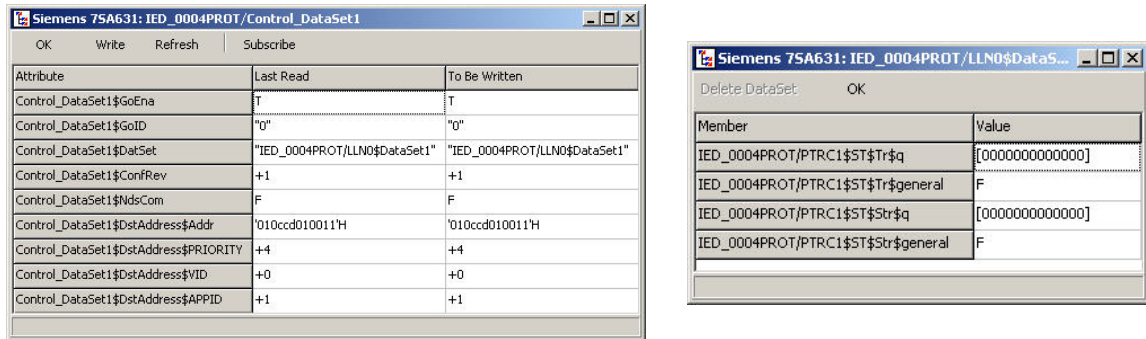 Siemens 7SA631: IED_0004PROT/Control_DataSet1
OK Write Refresh Subscribe
Attribute Last Read To Be Written
Control_DataSet1$GoEna T T
Control_DataSet1$GoID "0" "0"
Control_DataSet1$DatSet "IED_0004PROT/LLN0$DataSet1" "IED_0004PROT/LLN0$DataSet1"
Control_DataSet1$ConfRev +1 +1
Control_DataSet1$NdsCom F F
Control_DataSet1$DstAddress$Addr '010ccd010011'H '010ccd010011'H
Control_DataSet1$DstAddress$PRIORITY +4 +4
Control_DataSet1$DstAddress$VID +0 +0
Control_DataSet1$DstAddress$APPID +1 +1
Siemens 7SA631: IED_0004PROT/LLN0$DataS...
Delete DataSet OK
Member Value
IED_0004PROT/PTRC1$ST$Tr$q [0000000000000]
IED_0004PROT/PTRC1$ST$Tr$general F
IED_0004PROT/PTRC1$ST$Str$q [0000000000000]
IED_0004PROT/PTRC1$ST$Str$general F